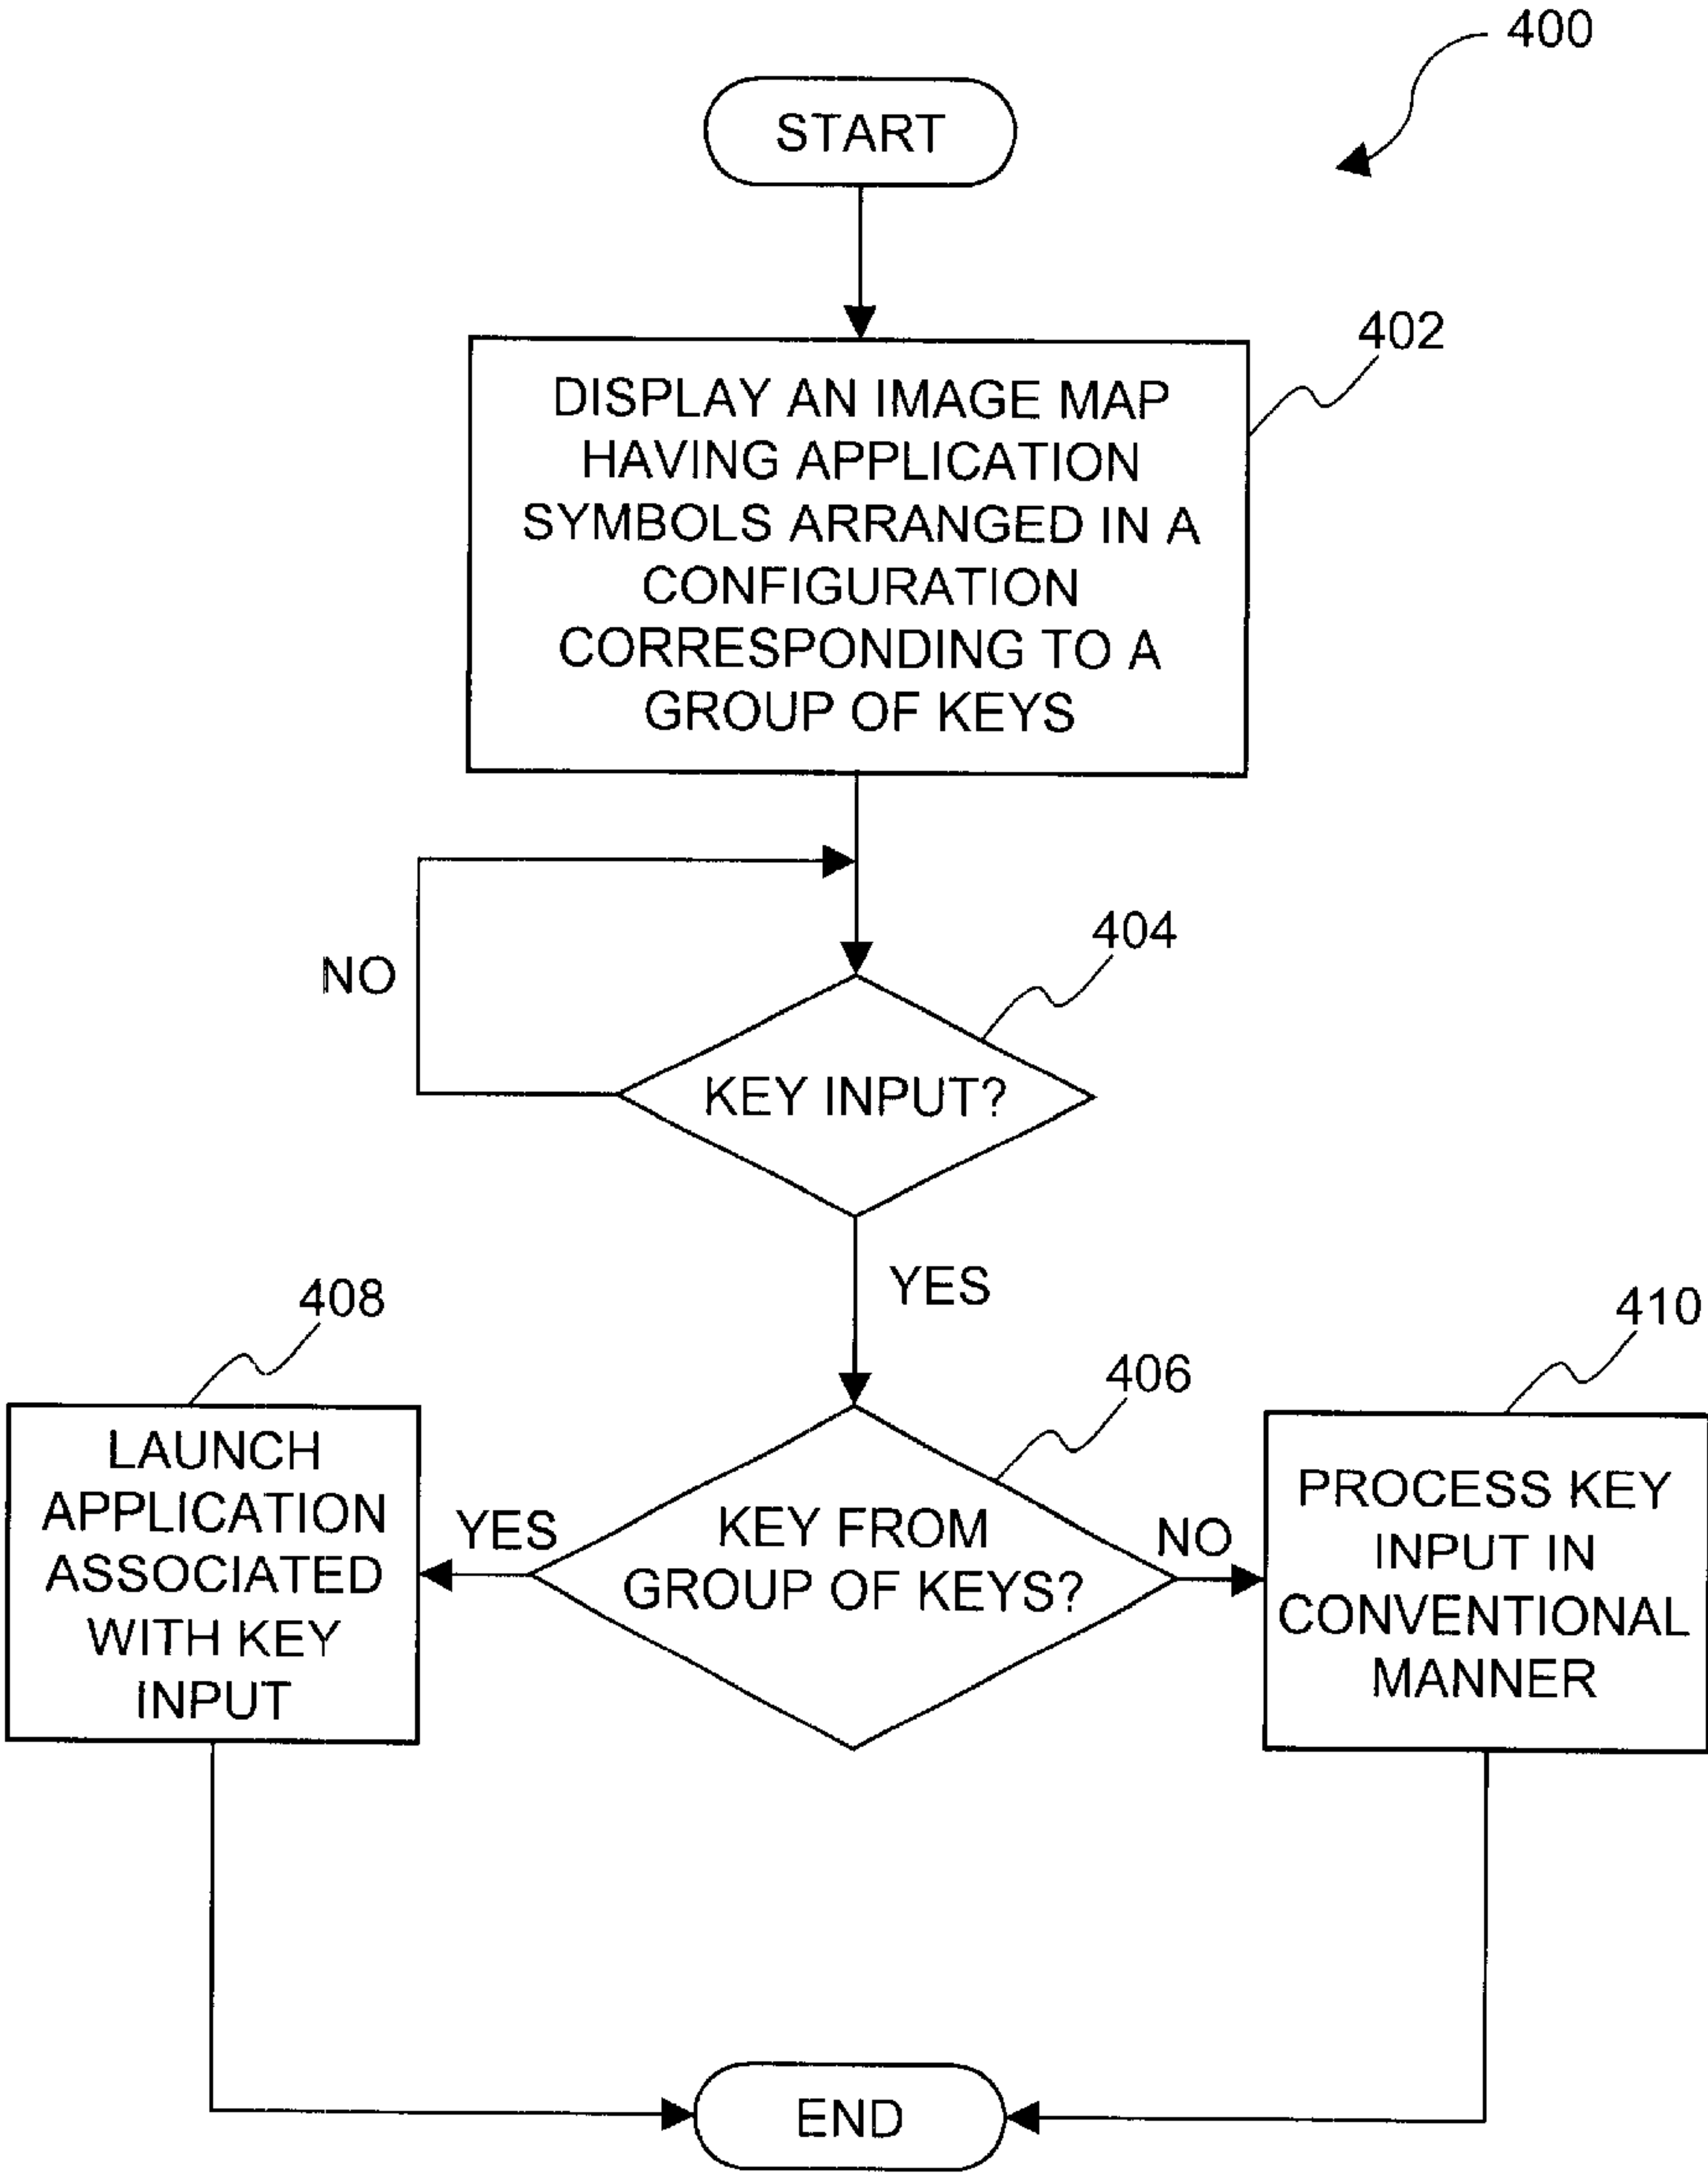 400
START
402
DISPLAY AN IMAGE MAP
HAVING APPLICATION
SYMBOLS ARRANGED IN A
CONFIGURATION
CORRESPONDING TO A
GROUP OF KEYS
404
NO
KEY INPUT?
YES
408
410
406
LAUNCH
APPLICATION
ASSOCIATED
WITH KEY
INPUT
YES
KEY FROM
GROUP OF KEYS?
NO
PROCESS KEY
INPUT IN
CONVENTIONAL
MANNER
END